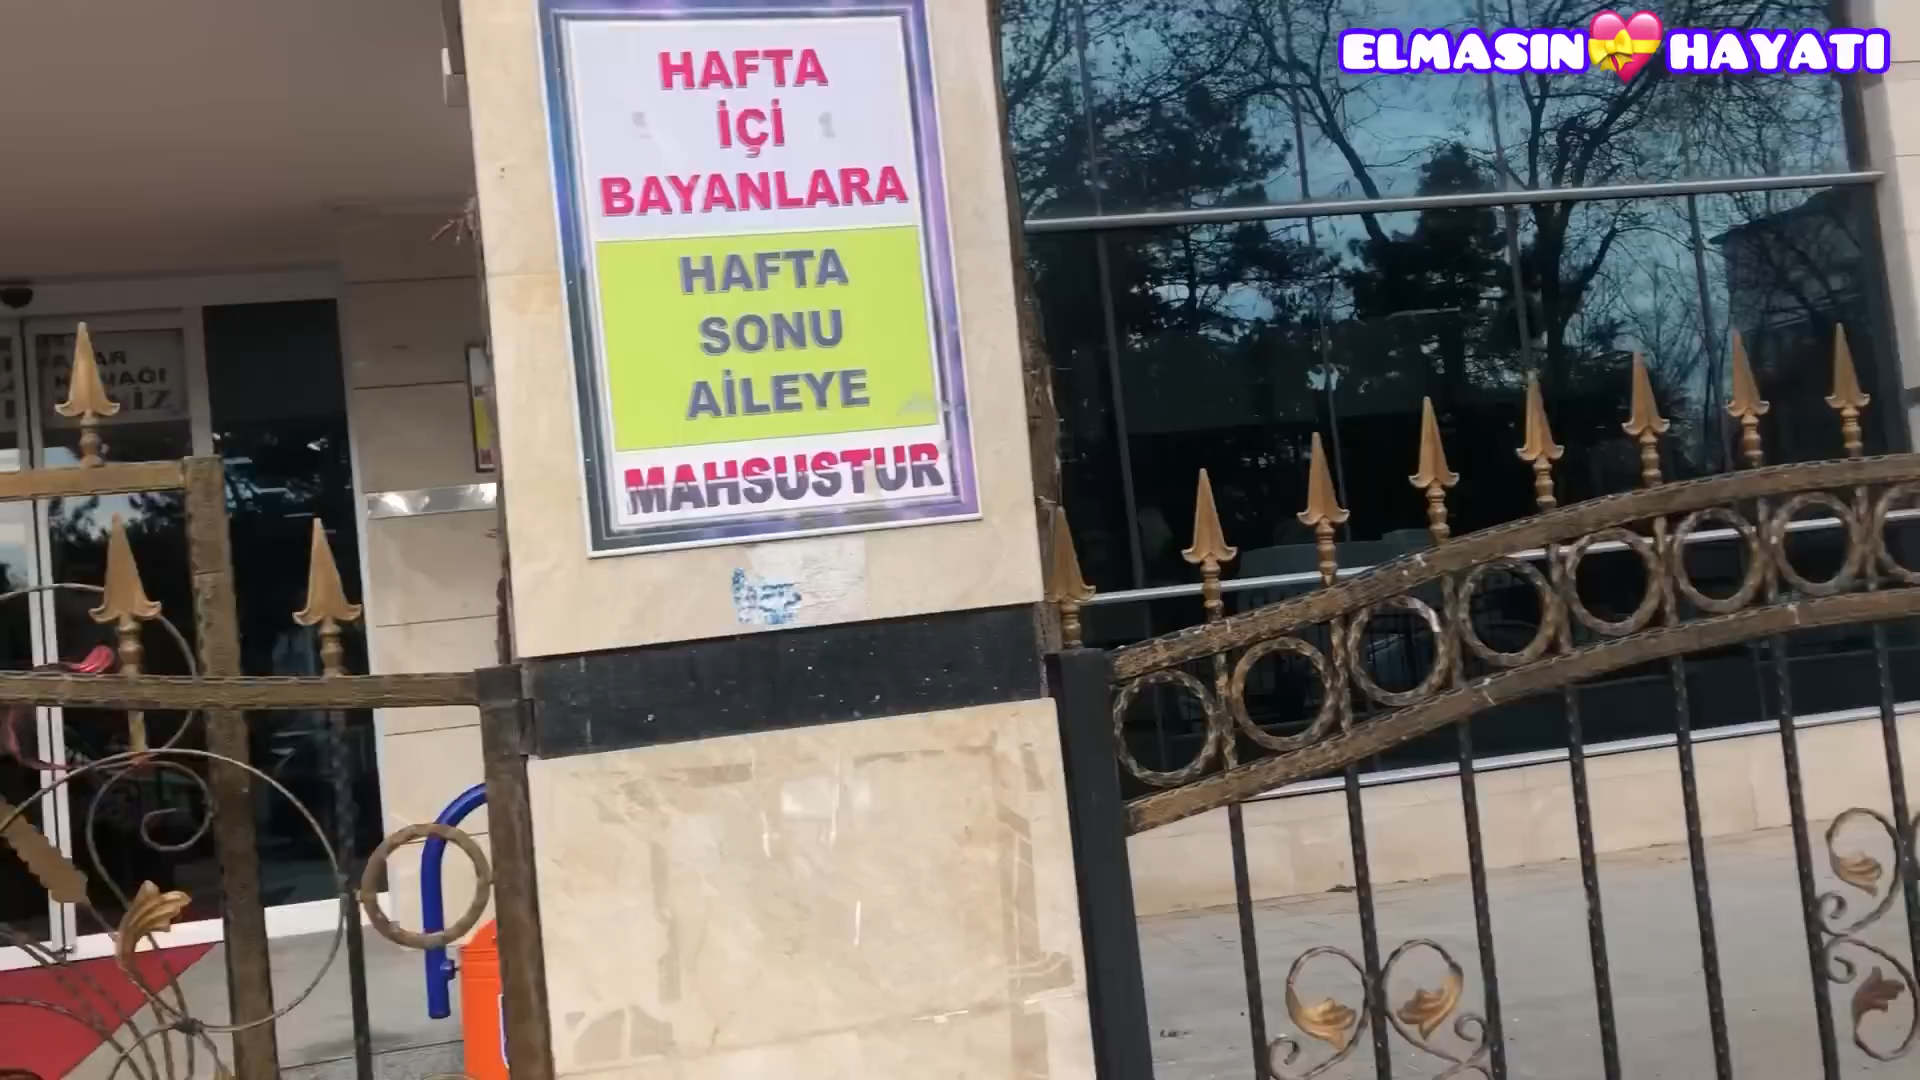 ELMASIN HAYATI
HAFTA
İÇİ
BAYANLARA
HAFTA
SONU
AİLEYE
MAHSUSTUR